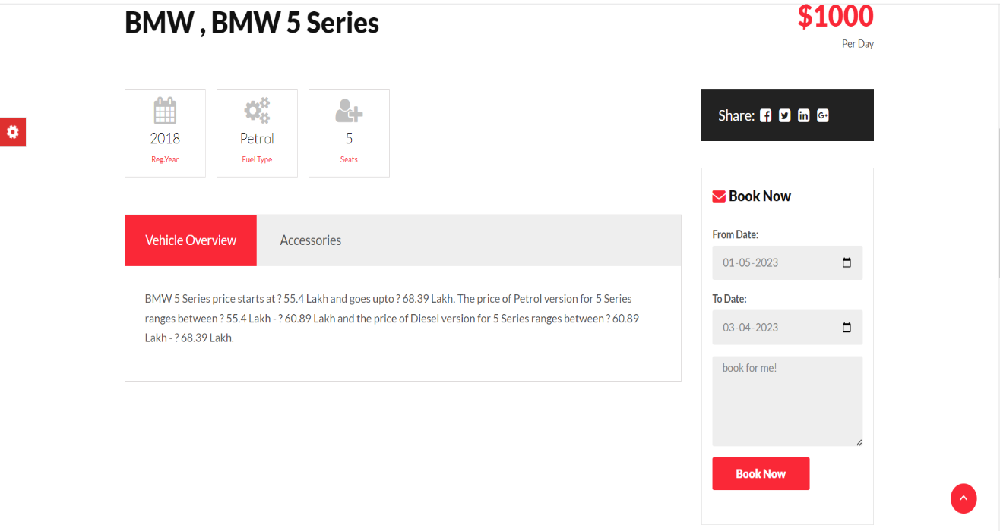 BMW , BMW 5 Series
$1000
Per Day
2018
Reg.Year
Petrol
Fuel Type
5
Seats
Share:
Vehicle Overview
Accessories
BMW 5 Series price starts at ? 55.4 Lakh and goes upto ? 68.39 Lakh. The price of Petrol version for 5 Series
ranges between ? 55.4 Lakh - ? 60.89 Lakh and the price of Diesel version for 5 Series ranges between ? 60.89
Lakh - ? 68.39 Lakh.
Book Now
From Date:
01-05-2023
To Date:
03-04-2023
book for me!
Book Now